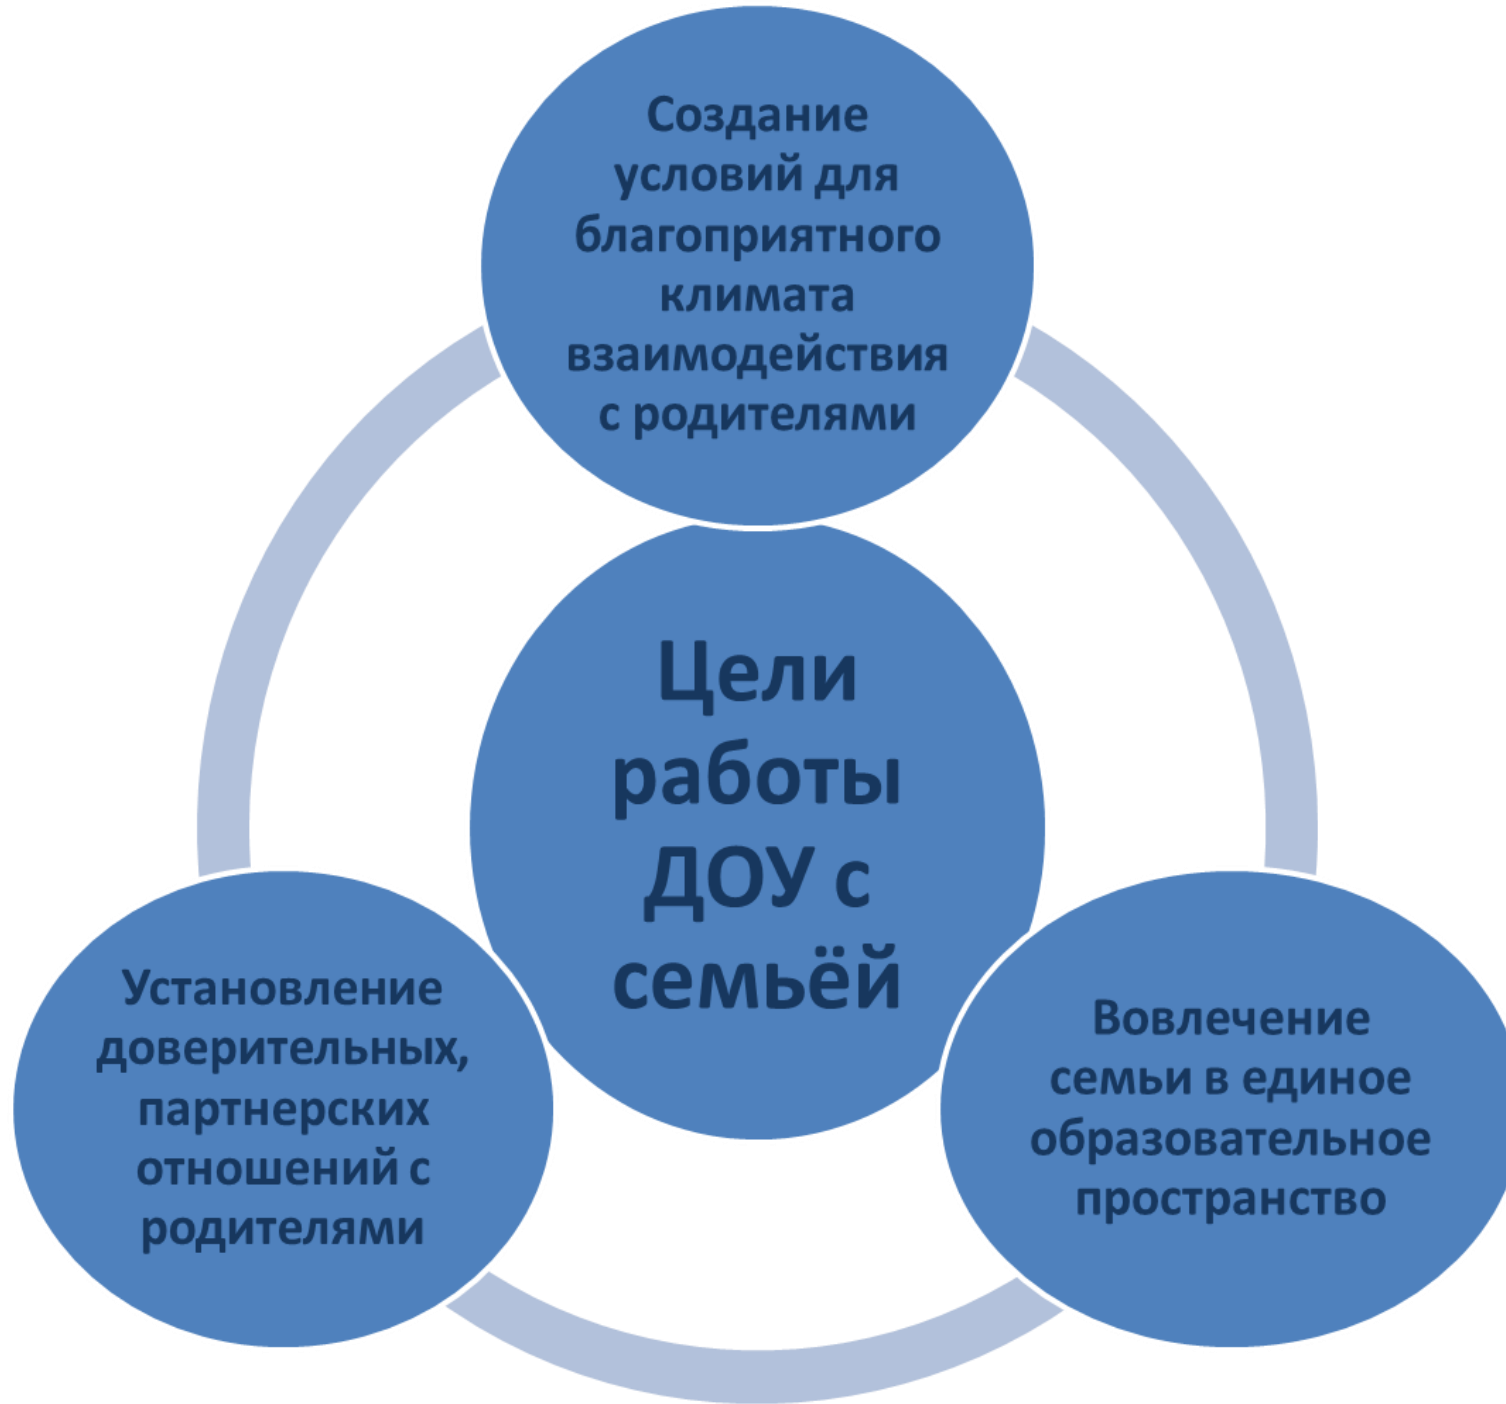 Создание
условий для
благоприятного
климата
взаимодействия
с родителями
Цели
работы
ДОУ с
семьёй
Установление
доверительных,
партнерских
отношений с
родителями
Вовлечение
семьи в единое
образовательное
пространство